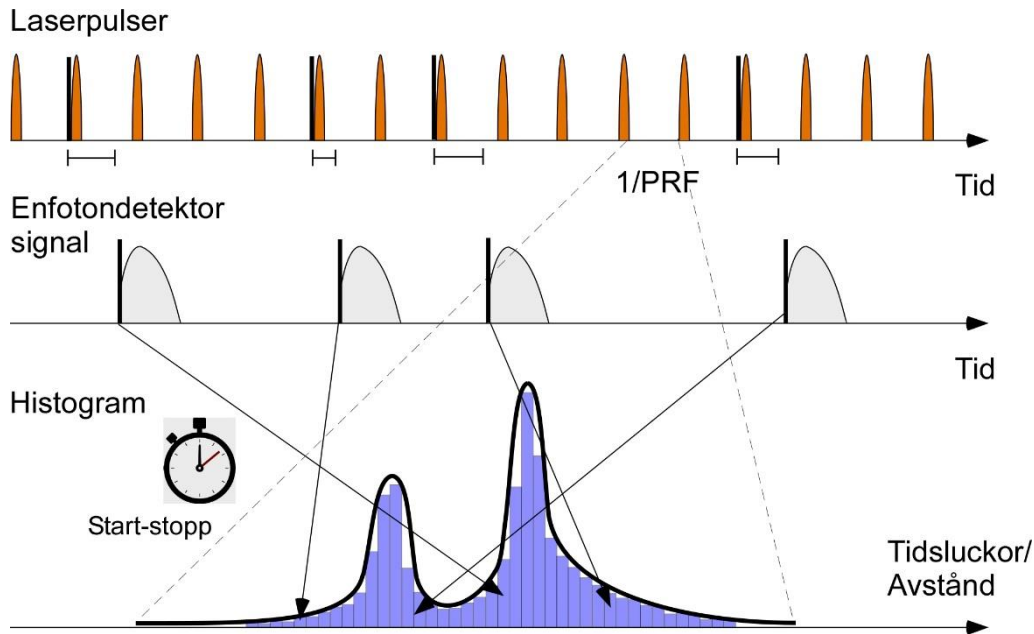 Laserpulser
1/PRF
Tid
Enfotondetektor
signal
Tid
Histogram
Start-stopp
Tidsluckor/
Avstånd